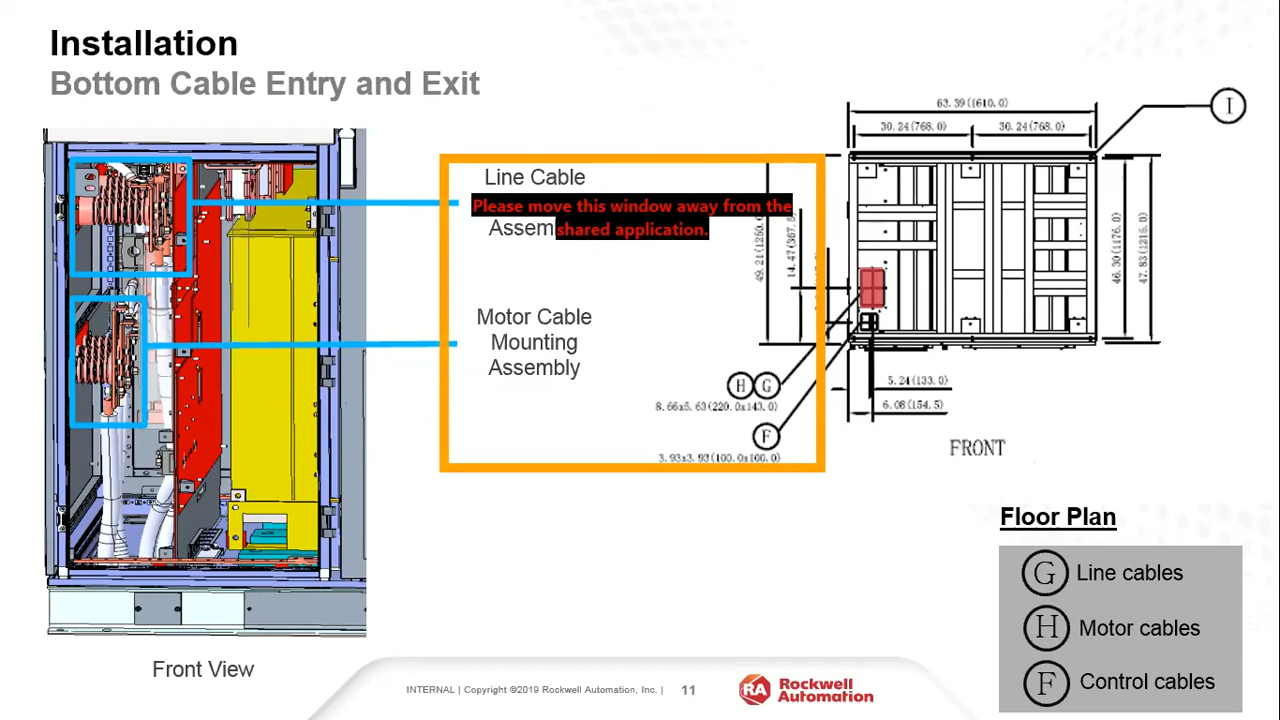 Installation
Bottom Cable Entry and Exit
63.39(1610.0)
30.24(768.0)
30.24(768.0)
I
Line Cable
Please move this window away from the
Assem
shared application.
14.47(367.5
46.30(1176.0)
47.83(1215.0)
Motor Cable
Mounting
Assembly
H
G
5.24(133.0)
8.66x5.63(220.0x143.0)
6.08(154.5)
F
FRONT
3.93x3.93(100.0x100.0)
Floor Plan
G Line cables
H Motor cables
F Control cables
Front View
INTERNAL | Copyright ©2019 Rockwell Automation, Inc. |
11
RA
Rockwell
Automation